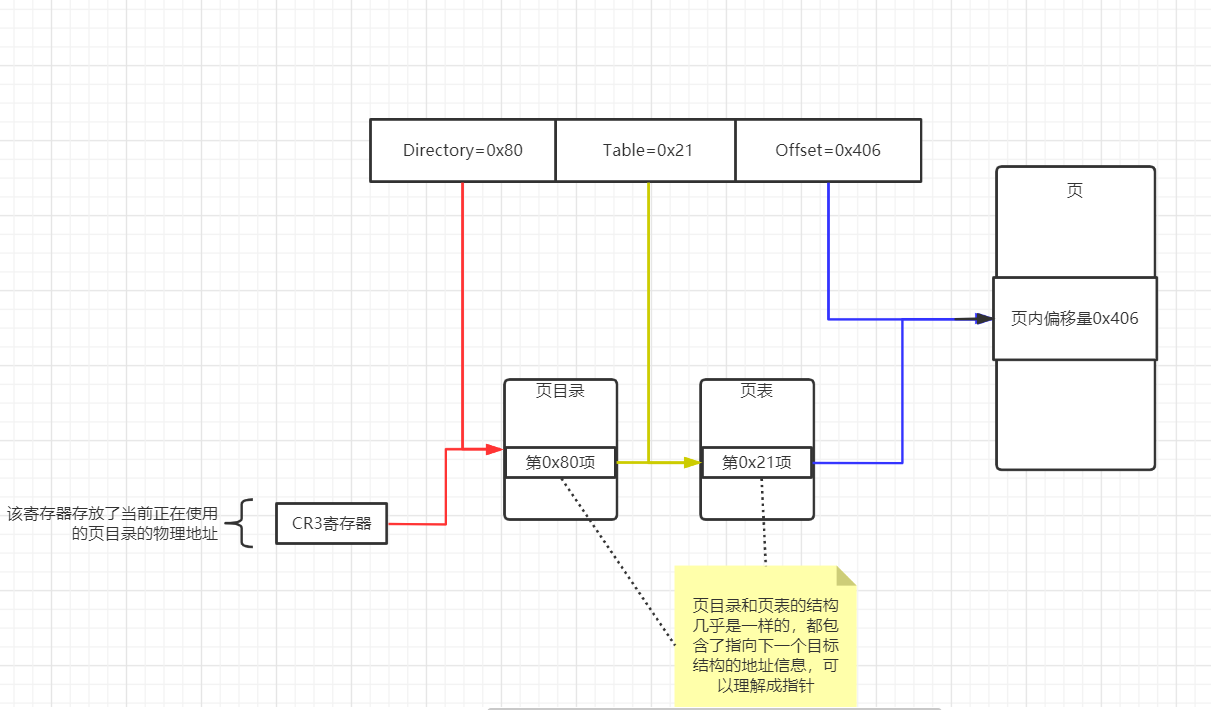 Directory=0x80
Table=0x21
Offset=0x406
页
页内偏移量0x406
页目录
页表
第0x80项
第0x21项
该寄存器存放了当前正在使用
的页目录的物理地址
CR3寄存器
页目录和页表的结构
几乎是一样的，都包
含了指向下一个目标
结构的地址信息，可
以理解成指针